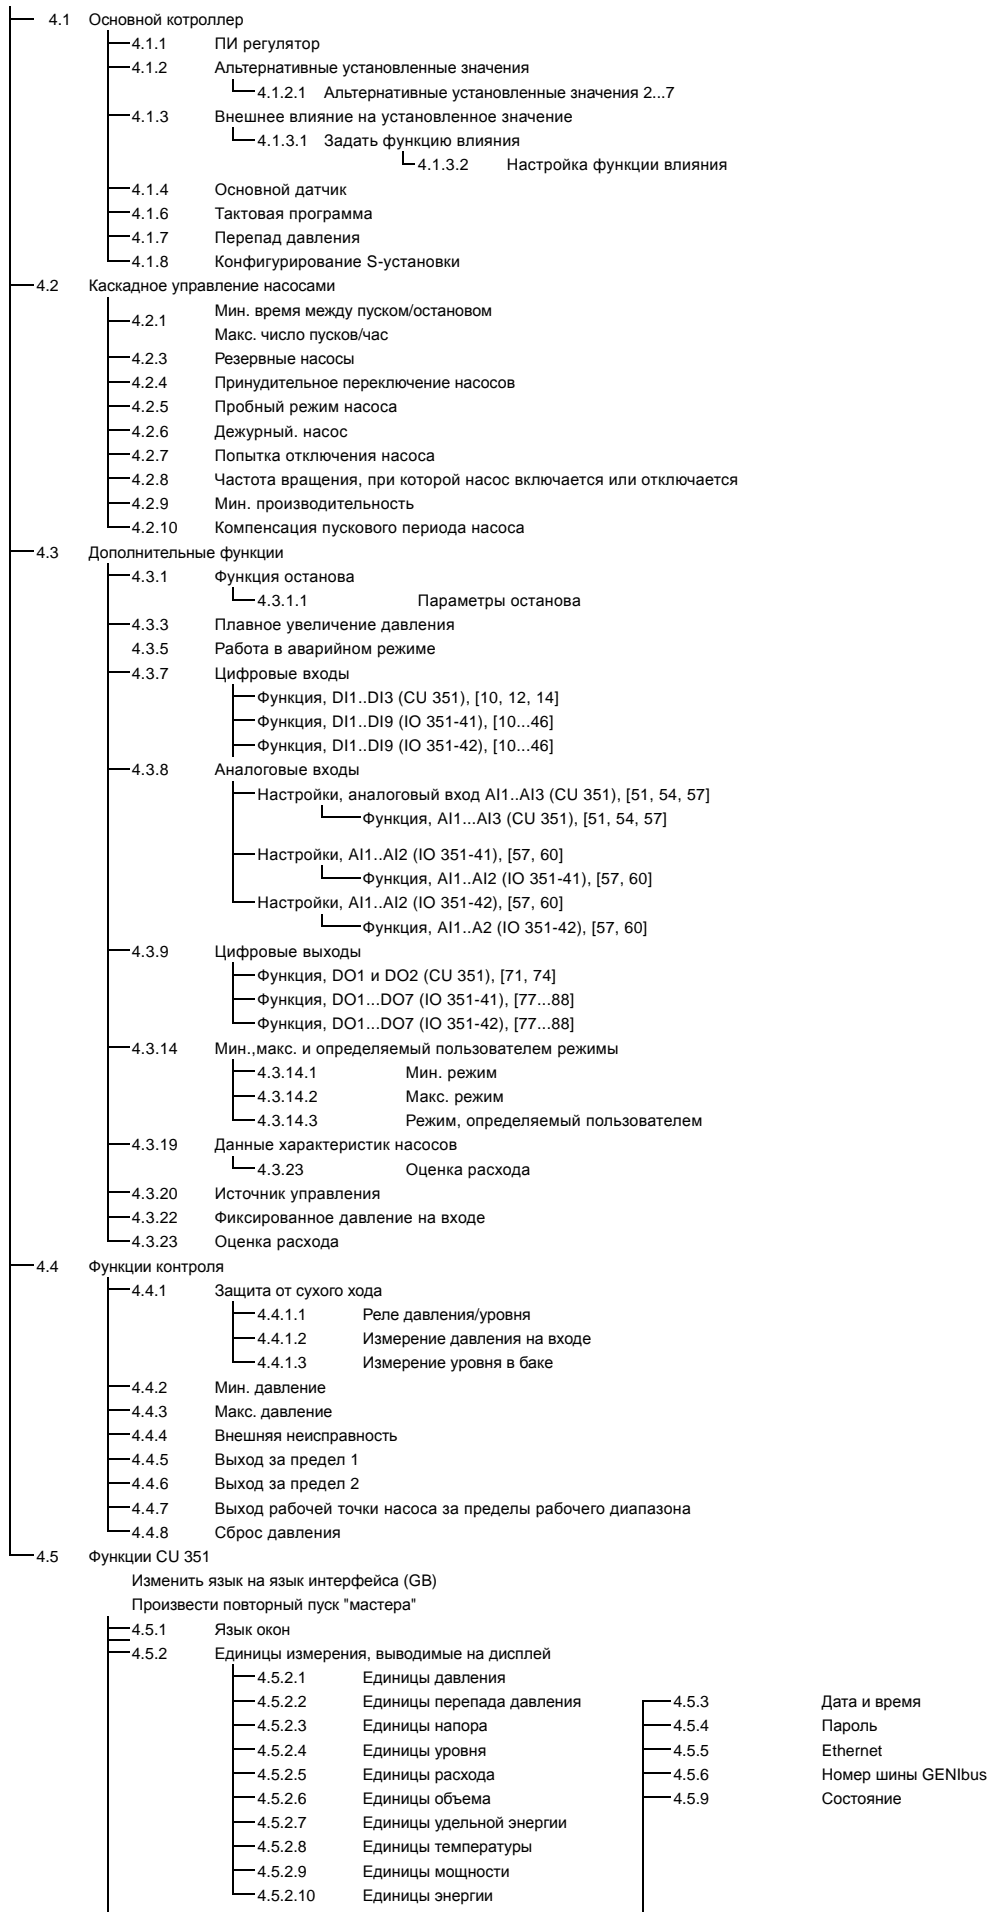 4.1 Основной котроллер
4.1.1 ПИ регулятор
4.1.2 Альтернативные установленные значения
4.1.2.1 Альтернативные установленные значения 2...7
4.1.3 Внешнее влияние на установленное значение
4.1.3.1 Задать функцию влияния
4.1.3.2 Настройка функции влияния
4.1.4 Основной датчик
4.1.6 Тактовая программа
4.1.7 Перепад давления
4.1.8 Конфигурирование S-установки
4.2 Каскадное управление насосами
4.2.1 Мин. время между пуском/остановом
Макс. число пусков/час
4.2.3 Резервные насосы
4.2.4 Принудительное переключение насосов
4.2.5 Пробный режим насоса
4.2.6 Дежурный. насос
4.2.7 Попытка отключения насоса
4.2.8 Частота вращения, при которой насос включается или отключается
4.2.9 Мин. производительность
4.2.10 Компенсация пускового периода насоса
4.3 Дополнительные функции
4.3.1 Функция останова
4.3.1.1 Параметры останова
4.3.3 Плавное увеличение давления
4.3.5 Работа в аварийном режиме
4.3.7 Цифровые входы
Функция, DI1..DI3 (CU 351), [10, 12, 14]
Функция, DI1..DI9 (IO 351-41), [10...46]
Функция, DI1..DI9 (IO 351-42), [10...46]
4.3.8 Аналоговые входы
Настройки, аналоговый вход AI1..AI3 (CU 351), [51, 54, 57]
Функция, AI1...AI3 (CU 351), [51, 54, 57]
Настройки, AI1..AI2 (IO 351-41), [57, 60]
Функция, AI1..AI2 (IO 351-41), [57, 60]
Настройки, AI1..AI2 (IO 351-42), [57, 60]
Функция, AI1..A2 (IO 351-42), [57, 60]
4.3.9 Цифровые выходы
Функция, DO1 и DO2 (CU 351), [71, 74]
Функция, DO1...DO7 (IO 351-41), [77...88]
Функция, DO1...DO7 (IO 351-42), [77...88]
4.3.14 Мин.,макс. и определяемый пользователем режимы
4.3.14.1 Мин. режим
4.3.14.2 Макс. режим
4.3.14.3 Режим, определяемый пользователем
4.3.19 Данные характеристик насосов
4.3.23 Оценка расхода
4.3.20 Источник управления
4.3.22 Фиксированное давление на входе
4.3.23 Оценка расхода
4.4 Функции контроля
4.4.1 Защита от сухого хода
4.4.1.1 Реле давления/уровня
4.4.1.2 Измерение давления на входе
4.4.1.3 Измерение уровня в баке
4.4.2 Мин. давление
4.4.3 Макс. давление
4.4.4 Внешняя неисправность
4.4.5 Выход за предел 1
4.4.6 Выход за предел 2
4.4.7 Выход рабочей точки насоса за пределы рабочего диапазона
4.4.8 Сброс давления
4.5 Функции CU 351
Изменить язык на язык интерфейса (GB)
Произвести повторный пуск "мастера"
4.5.1 Язык окон
4.5.2 Единицы измерения, выводимые на дисплей
4.5.2.1 Единицы давления
4.5.2.2 Единицы перепада давления
4.5.2.3 Единицы напора
4.5.2.4 Единицы уровня
4.5.2.5 Единицы расхода
4.5.2.6 Единицы объема
4.5.2.7 Единицы удельной энергии
4.5.2.8 Единицы температуры
4.5.2.9 Единицы мощности
4.5.2.10 Единицы энергии
4.5.3 Дата и время
4.5.4 Пароль
4.5.5 Ethernet
4.5.6 Номер шины GENIbus
4.5.9 Состояние